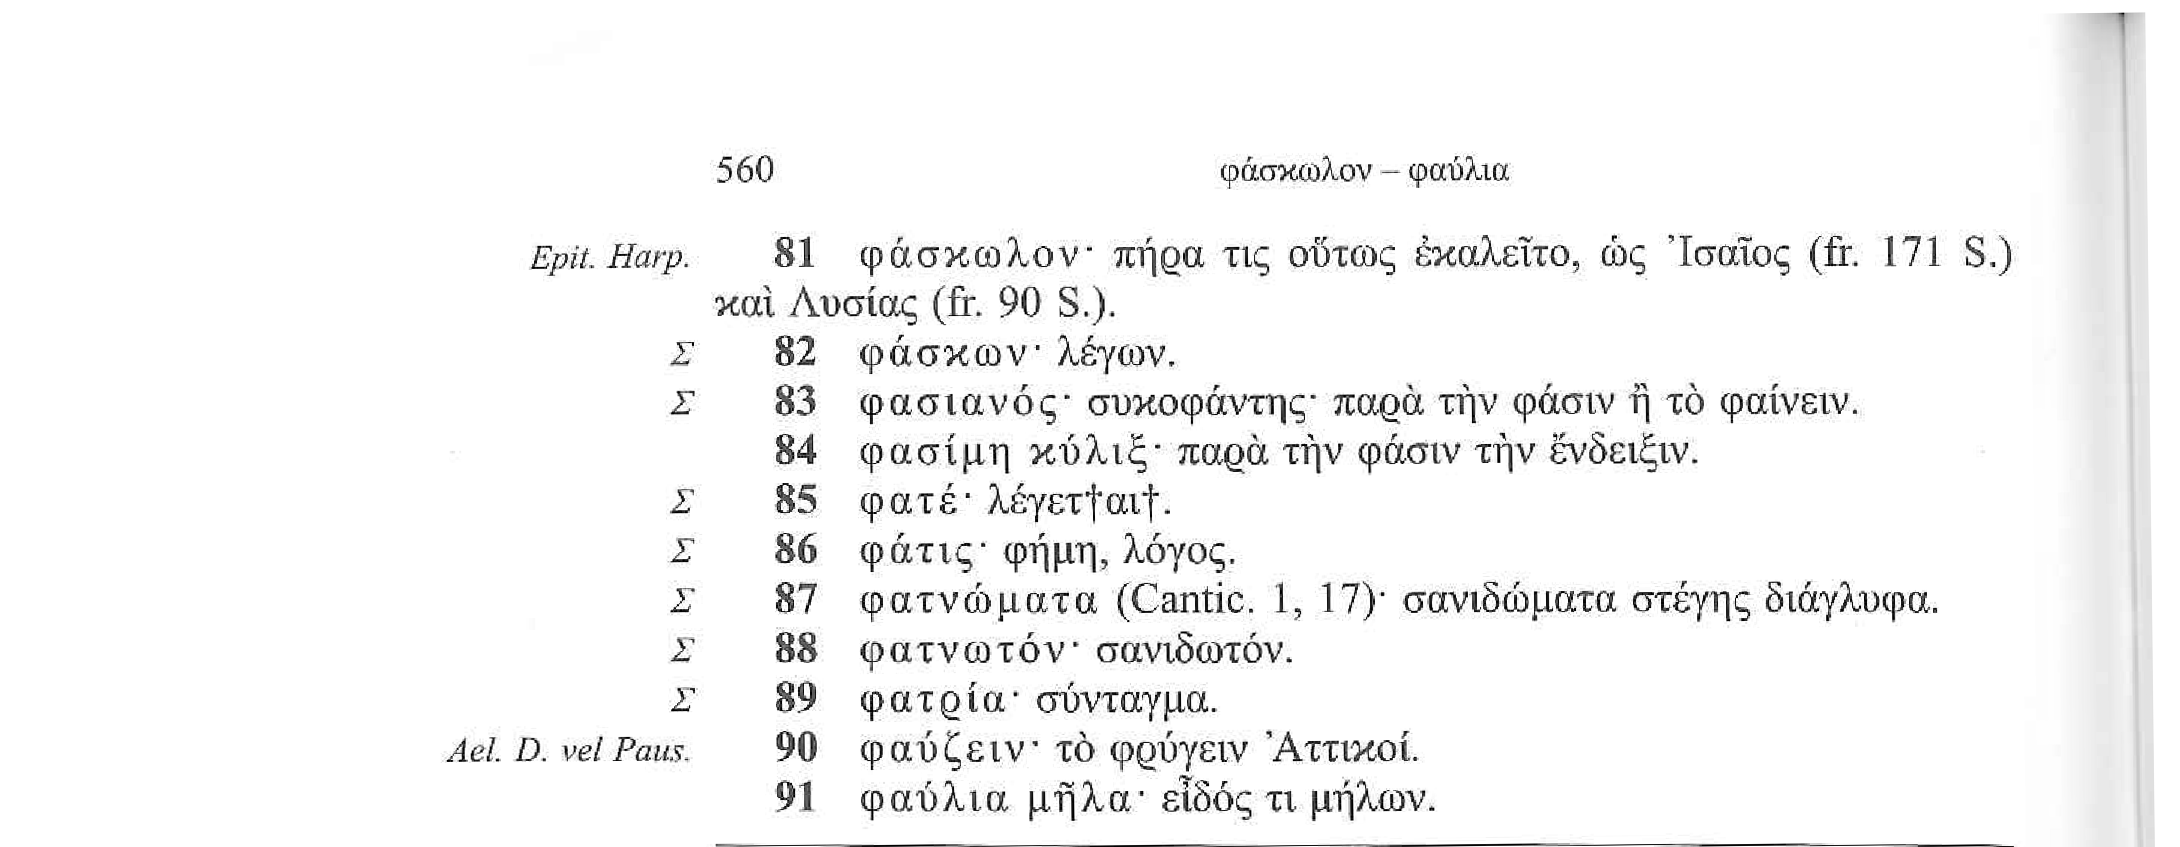 560 φάσκωλον – φαύλια
Epit. Harp. 81 φάσκωλον· πήρα τις οὕτως ἐκαλεῖτο, ὡς Ἰσαῖος (fr. 171 S.)
καὶ Λυσίας (fr. 90 S.).
Σ 82 φάσκων· λέγων.
Σ 83 φασιανός· συκοφάντης· παρὰ τὴν φάσιν ἢ τὸ φαίνειν.
84 φασίμη κύλιξ· παρὰ τὴν φάσιν τὴν ἔνδειξιν.
Σ 85 φατέ· λέγετ†αι†.
Σ 86 φάτις· φήμη, λόγος.
Σ 87 φατνώματα (Cantic. 1, 17)· σανιδώματα στέγης διάγλυφα.
Σ 88 φατνωτόν· σανιδωτόν.
Σ 89 φατρία· σύνταγμα.
Ael. D. vel Paus. 90 φαύζειν· τὸ φρύγειν Ἀττικοί.
91 φαύλια μῆλα· εἶδός τι μήλων.